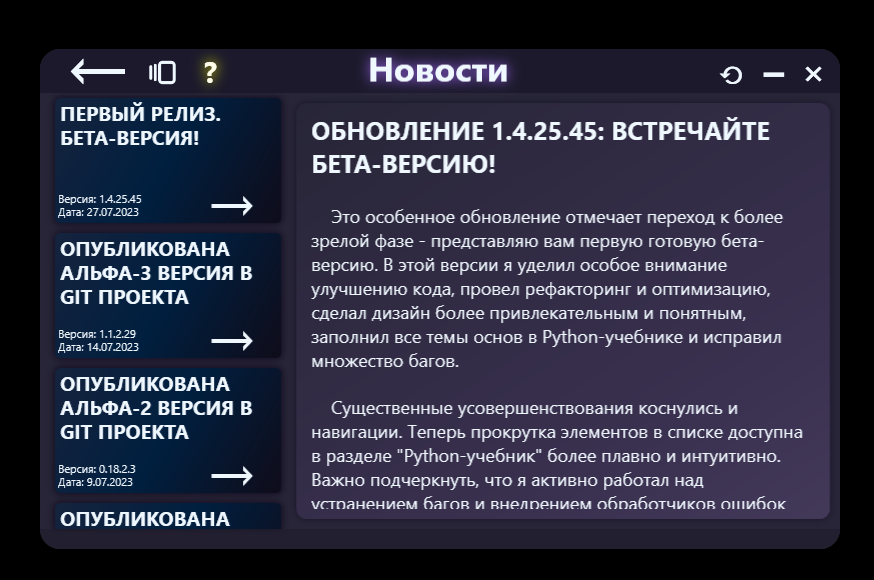 ?
Новости
ПЕРВЫЙ РЕЛИЗ.
БЕТА-ВЕРСИЯ!
Версия: 1.4.25.45
Дата: 27.07.2023
ОПУБЛИКОВАНА
АЛЬФА-3 ВЕРСИЯ В
GIT ПРОЕКТА
Версия: 1.1.2.29
Дата: 14.07.2023
ОПУБЛИКОВАНА
АЛЬФА-2 ВЕРСИЯ В
GIT ПРОЕКТА
Версия: 0.18.2.3
Дата: 9.07.2023
ОПУБЛИКОВАНА
ОБНОВЛЕНИЕ 1.4.25.45: ВСТРЕЧАЙТЕ
БЕТА-ВЕРСИЮ!
Это особенное обновление отмечает переход к более
зрелой фазе - представляю вам первую готовую бета-
версию. В этой версии я уделил особое внимание
улучшению кода, провел рефакторинг и оптимизацию,
сделал дизайн более привлекательным и понятным,
заполнил все темы основ в Python-учебнике и исправил
множество багов.
Существенные усовершенствования коснулись и
навигации. Теперь прокрутка элементов в списке доступна
в разделе "Python-учебник" более плавно и интуитивно.
Важно подчеркнуть, что я активно работал над
устранением багов и внедрением обработчиков ошибок